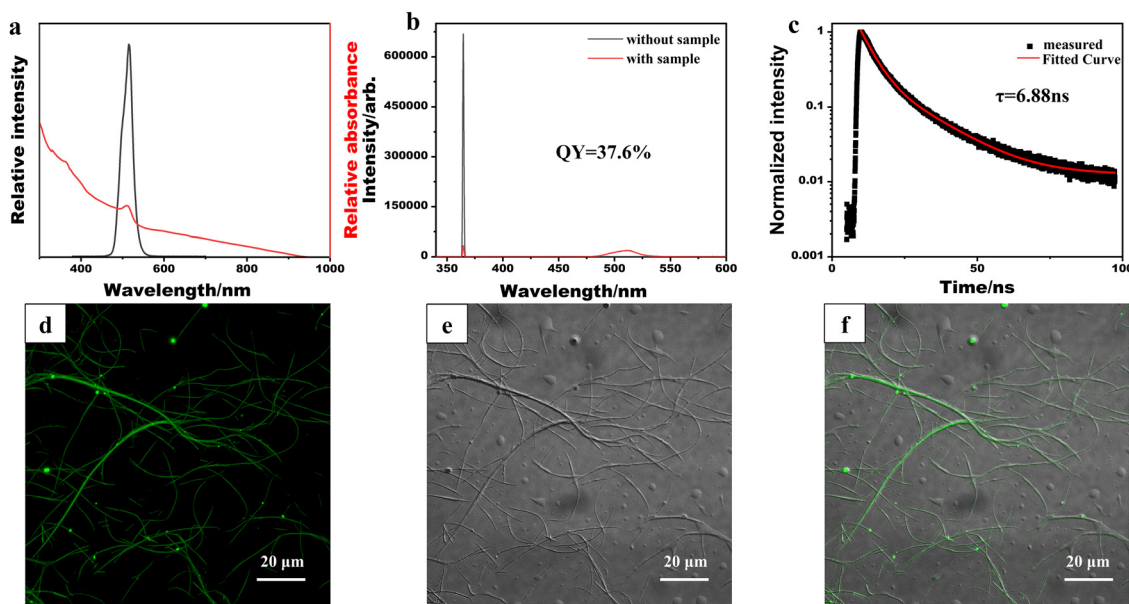 a
Relative intensity
Relative absorbance
400
600
800
1000
Wavelength/nm
b
Intensity/arb.
600000
450000
300000
150000
0
without sample
with sample
QY=37.6%
350
400
450
500
550
600
Wavelength/nm
c
Normalized intensity
1
0.1
0.01
0.001
measured
Fitted Curve
τ=6.88ns
0
50
100
Time/ns
d
20 μm
e
20 μm
f
20 μm